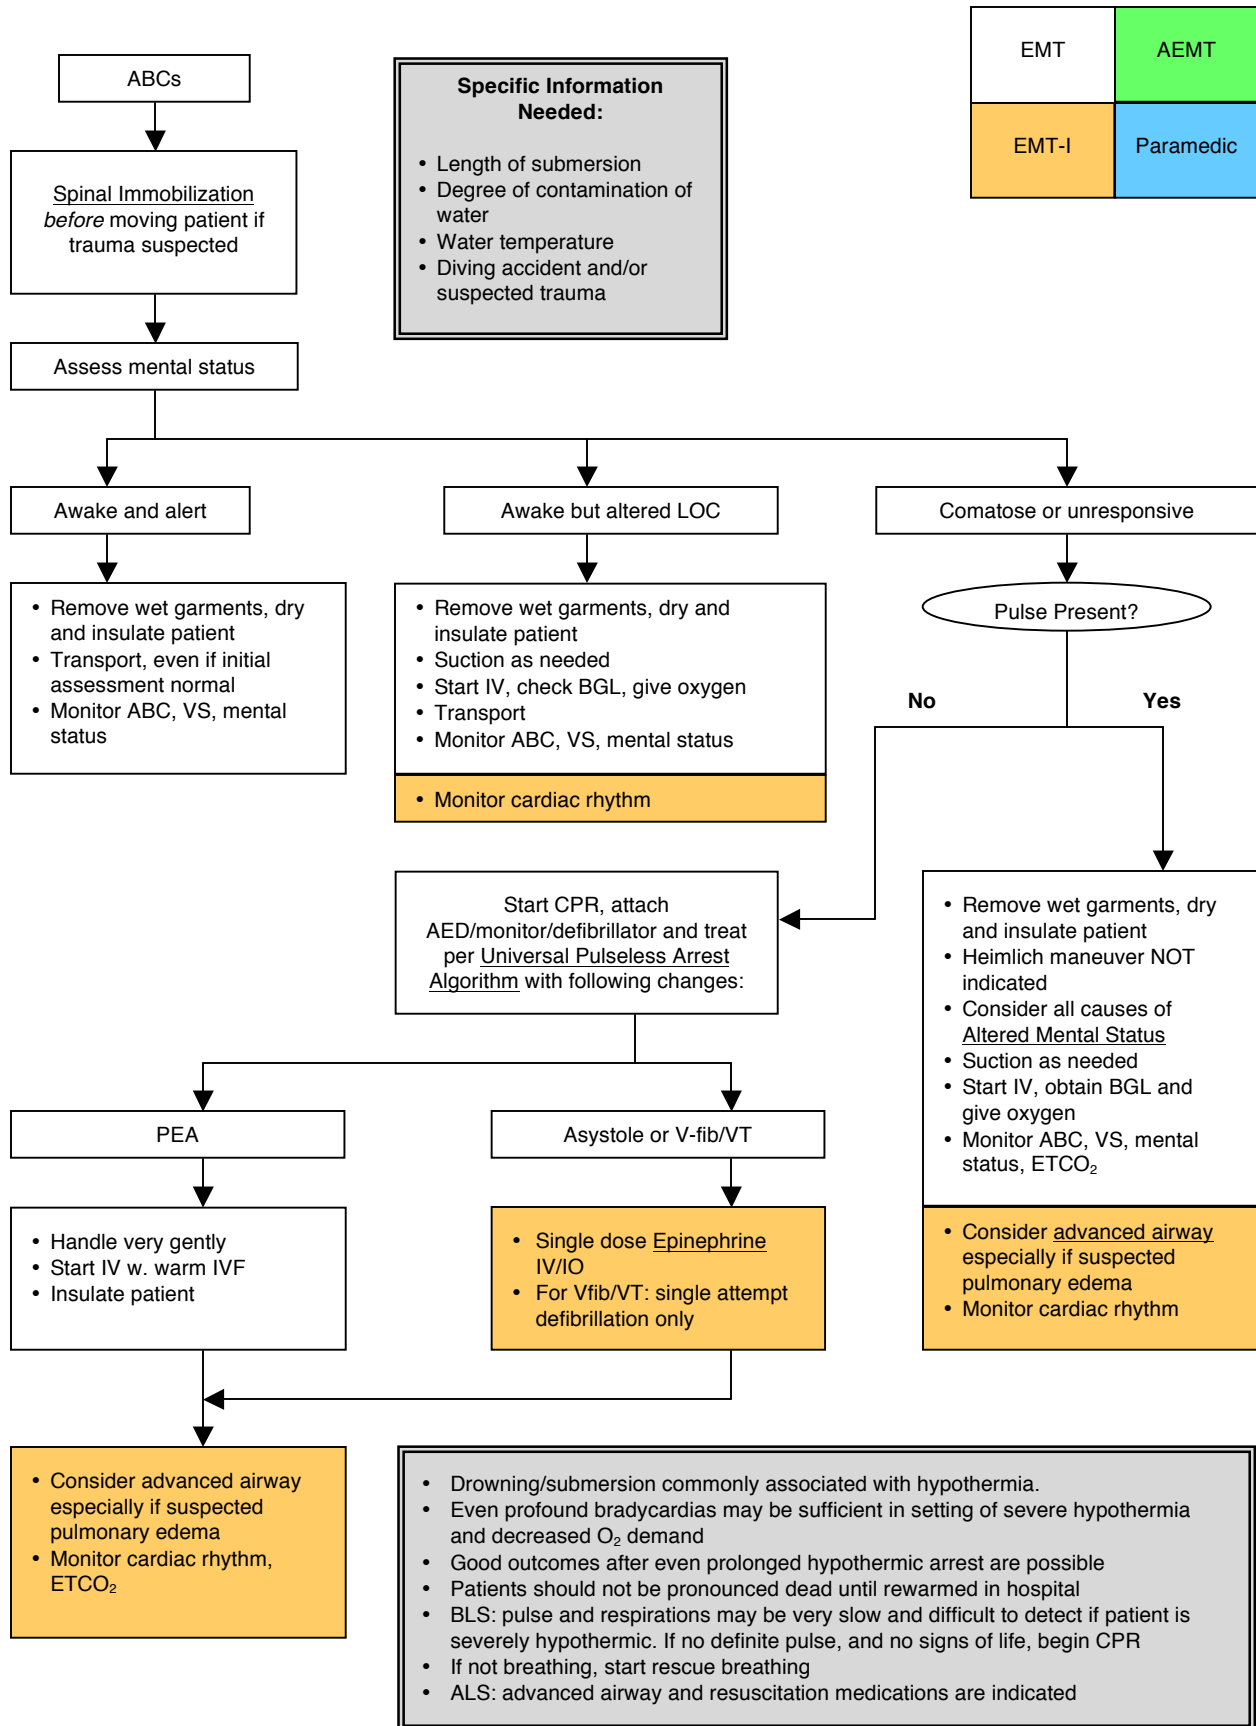 ABCs
Spinal Immobilization
before moving patient if
trauma suspected
Assess mental status
Specific Information
Needed:
• Length of submersion
• Degree of contamination of
water
• Water temperature
• Diving accident and/or
suspected trauma
EMT
AEMT
EMT-I
Paramedic
Awake and alert
Awake but altered LOC
Comatose or unresponsive
• Remove wet garments, dry
and insulate patient
• Transport, even if initial
assessment normal
• Monitor ABC, VS, mental
status
• Remove wet garments, dry and
insulate patient
• Suction as needed
• Start IV, check BGL, give oxygen
• Transport
• Monitor ABC, VS, mental status
• Monitor cardiac rhythm
Pulse Present?
No
Yes
Start CPR, attach
AED/monitor/defibrillator and treat
per Universal Pulseless Arrest
Algorithm with following changes:
• Remove wet garments, dry
and insulate patient
• Heimlich maneuver NOT
indicated
• Consider all causes of
Altered Mental Status
• Suction as needed
• Start IV, obtain BGL and
give oxygen
• Monitor ABC, VS, mental
status, ETCO₂
• Consider advanced airway
especially if suspected
pulmonary edema
• Monitor cardiac rhythm
PEA
Asystole or V-fib/VT
• Handle very gently
• Start IV w. warm IVF
• Insulate patient
• Single dose Epinephrine
IV/IO
• For Vfib/VT: single attempt
defibrillation only
• Consider advanced airway
especially if suspected
pulmonary edema
• Monitor cardiac rhythm,
ETCO₂
• Drowning/submersion commonly associated with hypothermia.
• Even profound bradycardias may be sufficient in setting of severe hypothermia
and decreased O₂ demand
• Good outcomes after even prolonged hypothermic arrest are possible
• Patients should not be pronounced dead until rewarmed in hospital
• BLS: pulse and respirations may be very slow and difficult to detect if patient is
severely hypothermic. If no definite pulse, and no signs of life, begin CPR
• If not breathing, start rescue breathing
• ALS: advanced airway and resuscitation medications are indicated